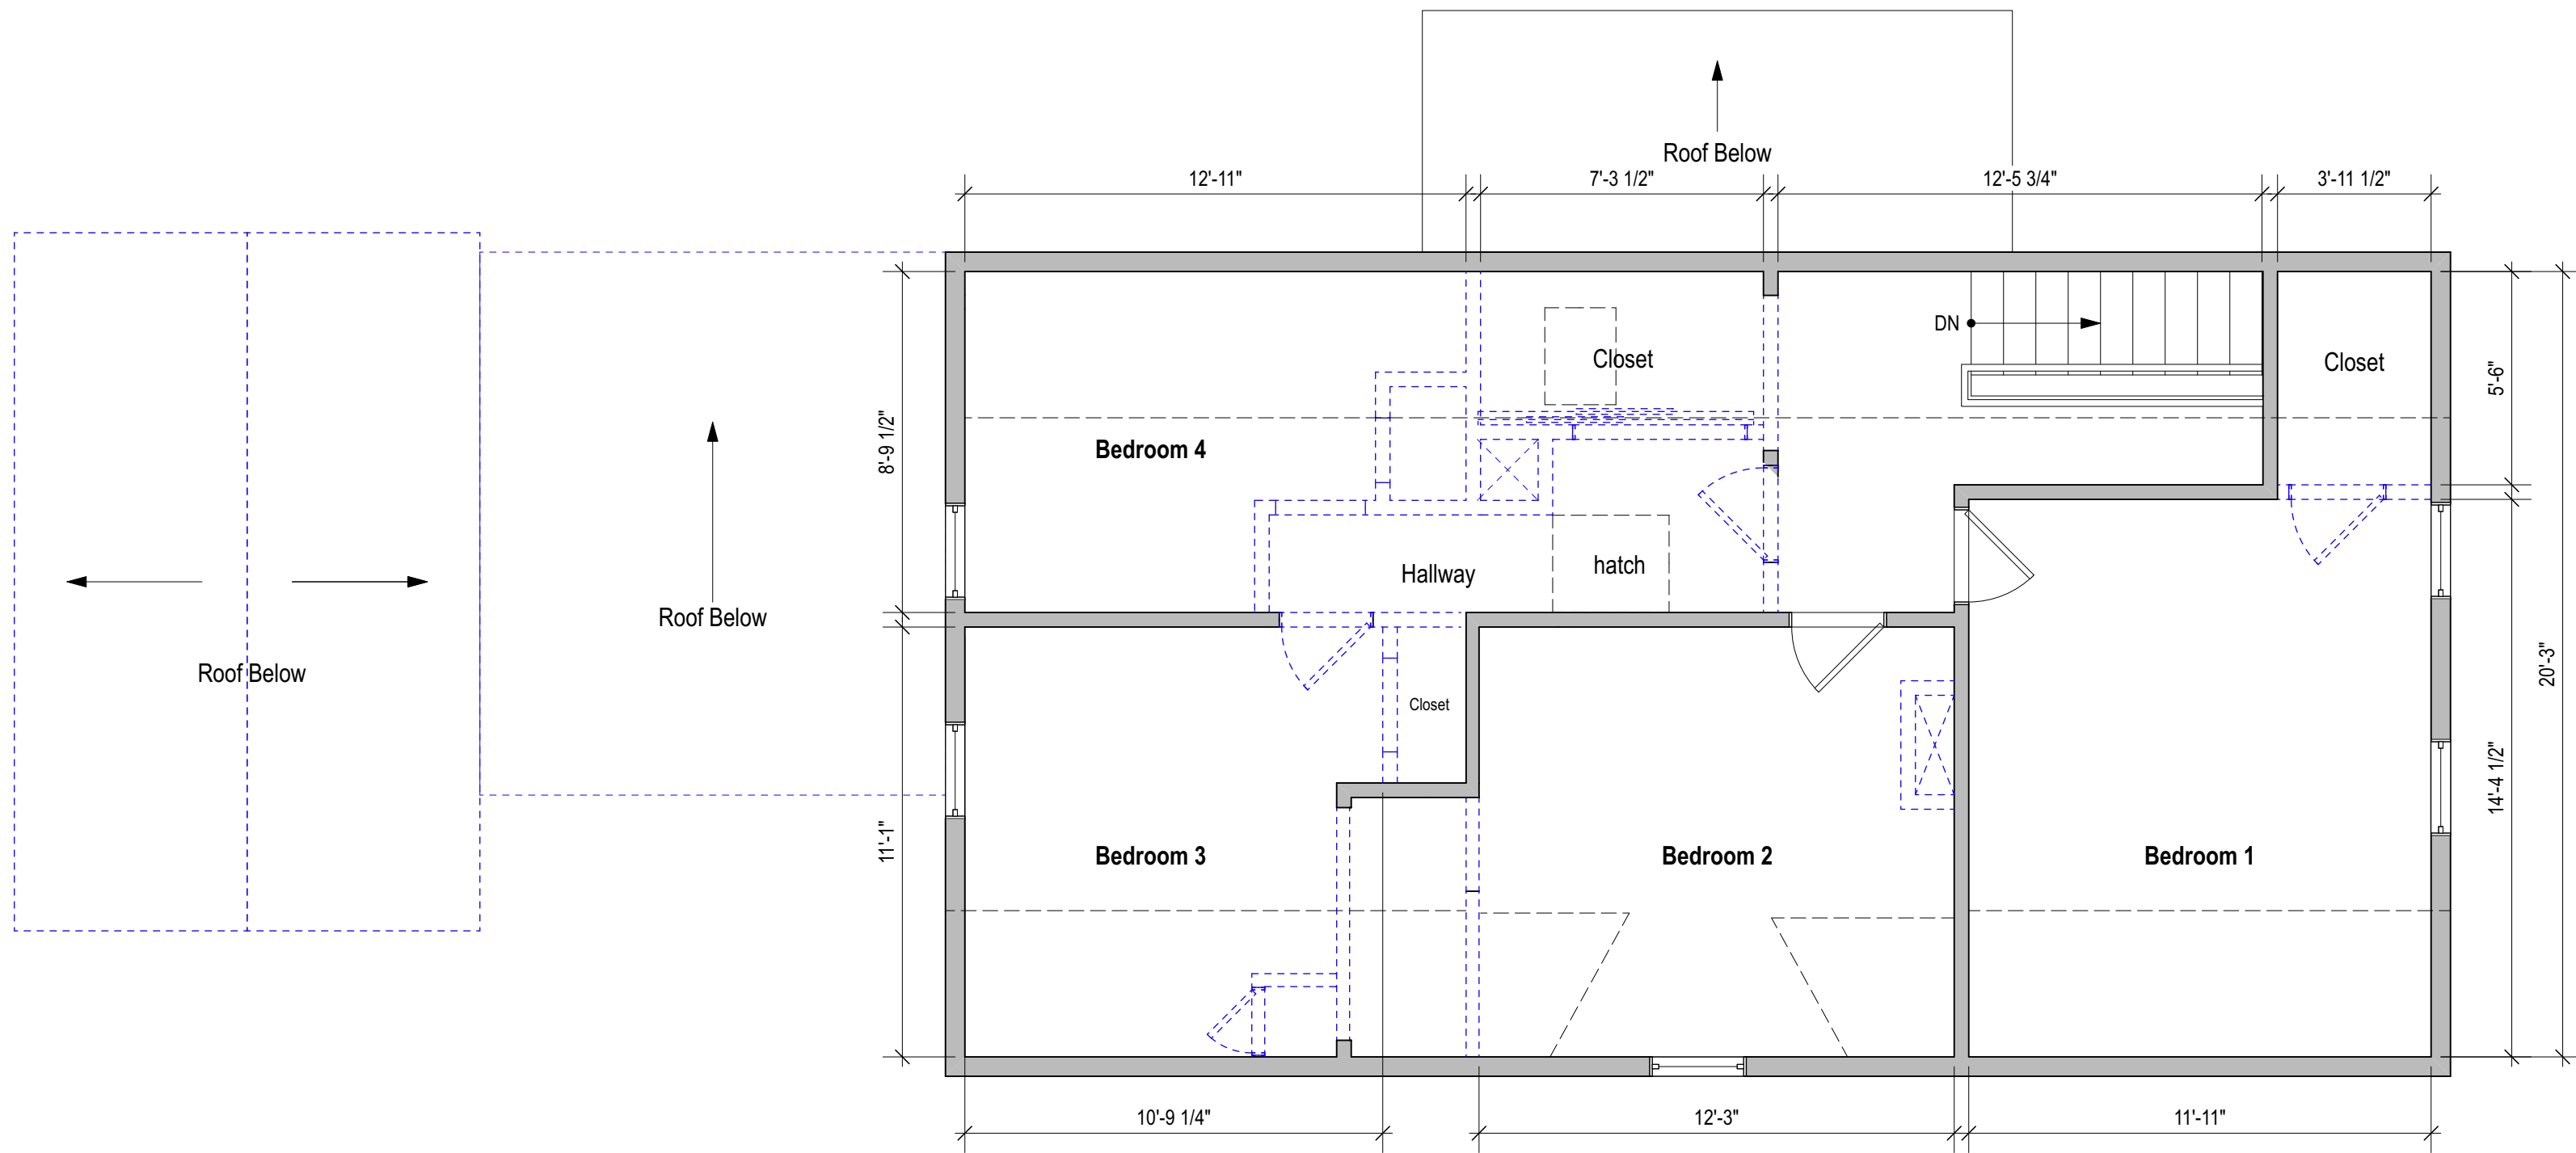 Roof Below
12'-11"
7'-3 1/2"
12'-5 3/4"
3'-11 1/2"
DN
Closet
Closet
5'-6"
8'-9 1/2"
Bedroom 4
Hallway
hatch
Roof Below
Roof Below
20'-3"
Closet
14'-4 1/2"
11'-1"
Bedroom 3
Bedroom 2
Bedroom 1
10'-9 1/4"
12'-3"
11'-11"